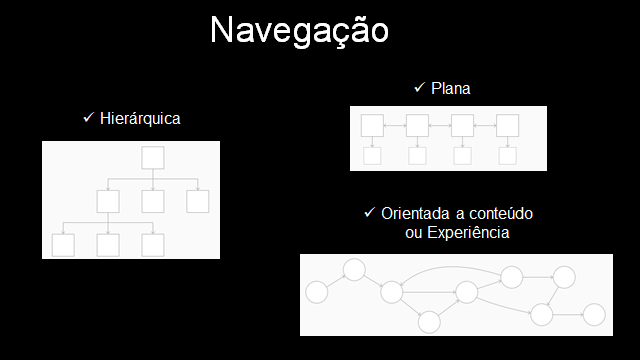 Navegação
✓ Hierárquica
✓ Plana
✓ Orientada a conteúdo
ou Experiência